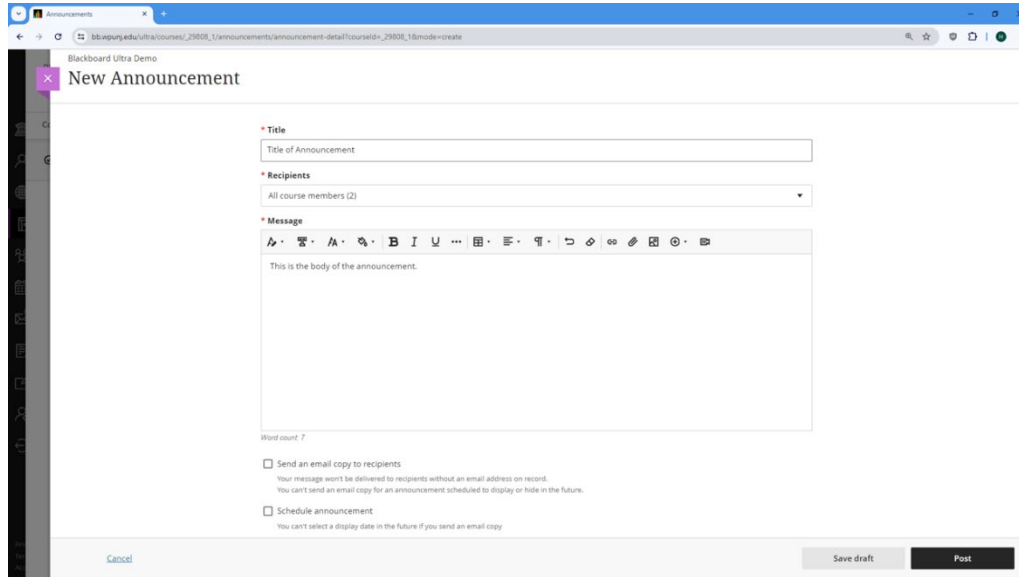 Announcements
bb.wpunj.edu/ultra/courses/_29808_1/announcements/announcement-detail?courseId=_29808_1&mode=create
Blackboard Ultra Demo
New Announcement
* Title
Title of Announcement
* Recipients
All course members (2)
* Message
This is the body of the announcement.
Word count: 7
Send an email copy to recipients
Your message won't be delivered to recipients without an email address on record.
You can't send an email copy for an announcement scheduled to display or hide in the future.
Schedule announcement
You can't select a display date in the future if you send an email copy
Cancel
Save draft
Post